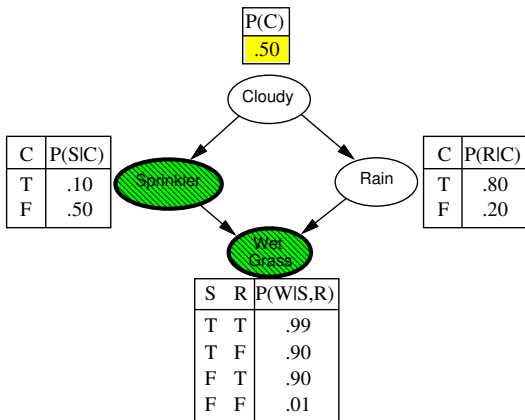 P(C)
.50
Cloudy
C P(S|C)
T .10
F .50
Sprinkler
Rain
C P(R|C)
T .80
F .20
Wet
Grass
S R P(W|S,R)
T T .99
T F .90
F T .90
F F .01